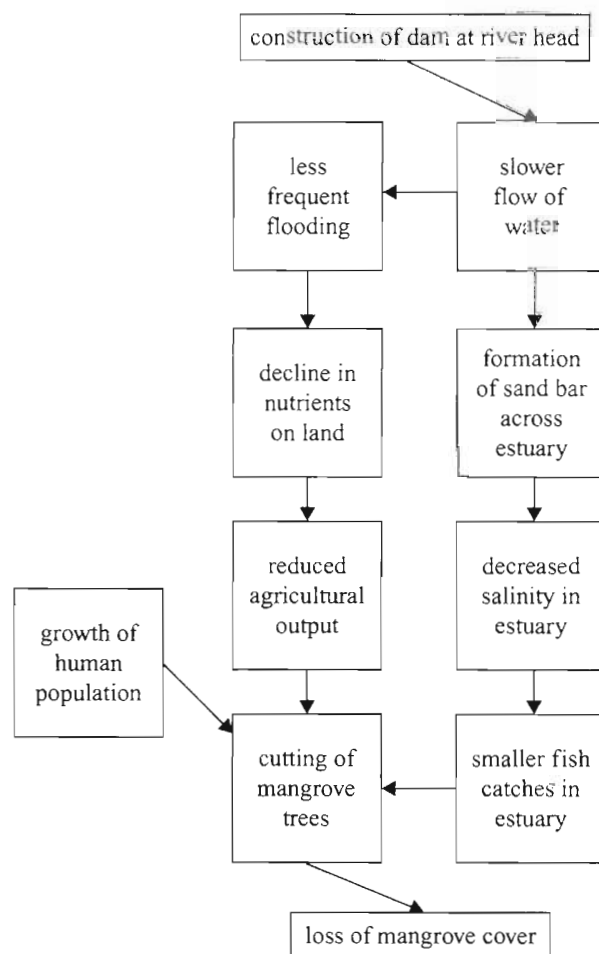 construction of dam at river head
less
frequent
flooding
slower
flow of
water
decline in
nutrients
on land
formation
of sand bar
across
estuary
growth of
human
population
reduced
agricultural
output
decreased
salinity in
estuary
cutting of
mangrove
trees
smaller fish
catches in
estuary
loss of mangrove cover